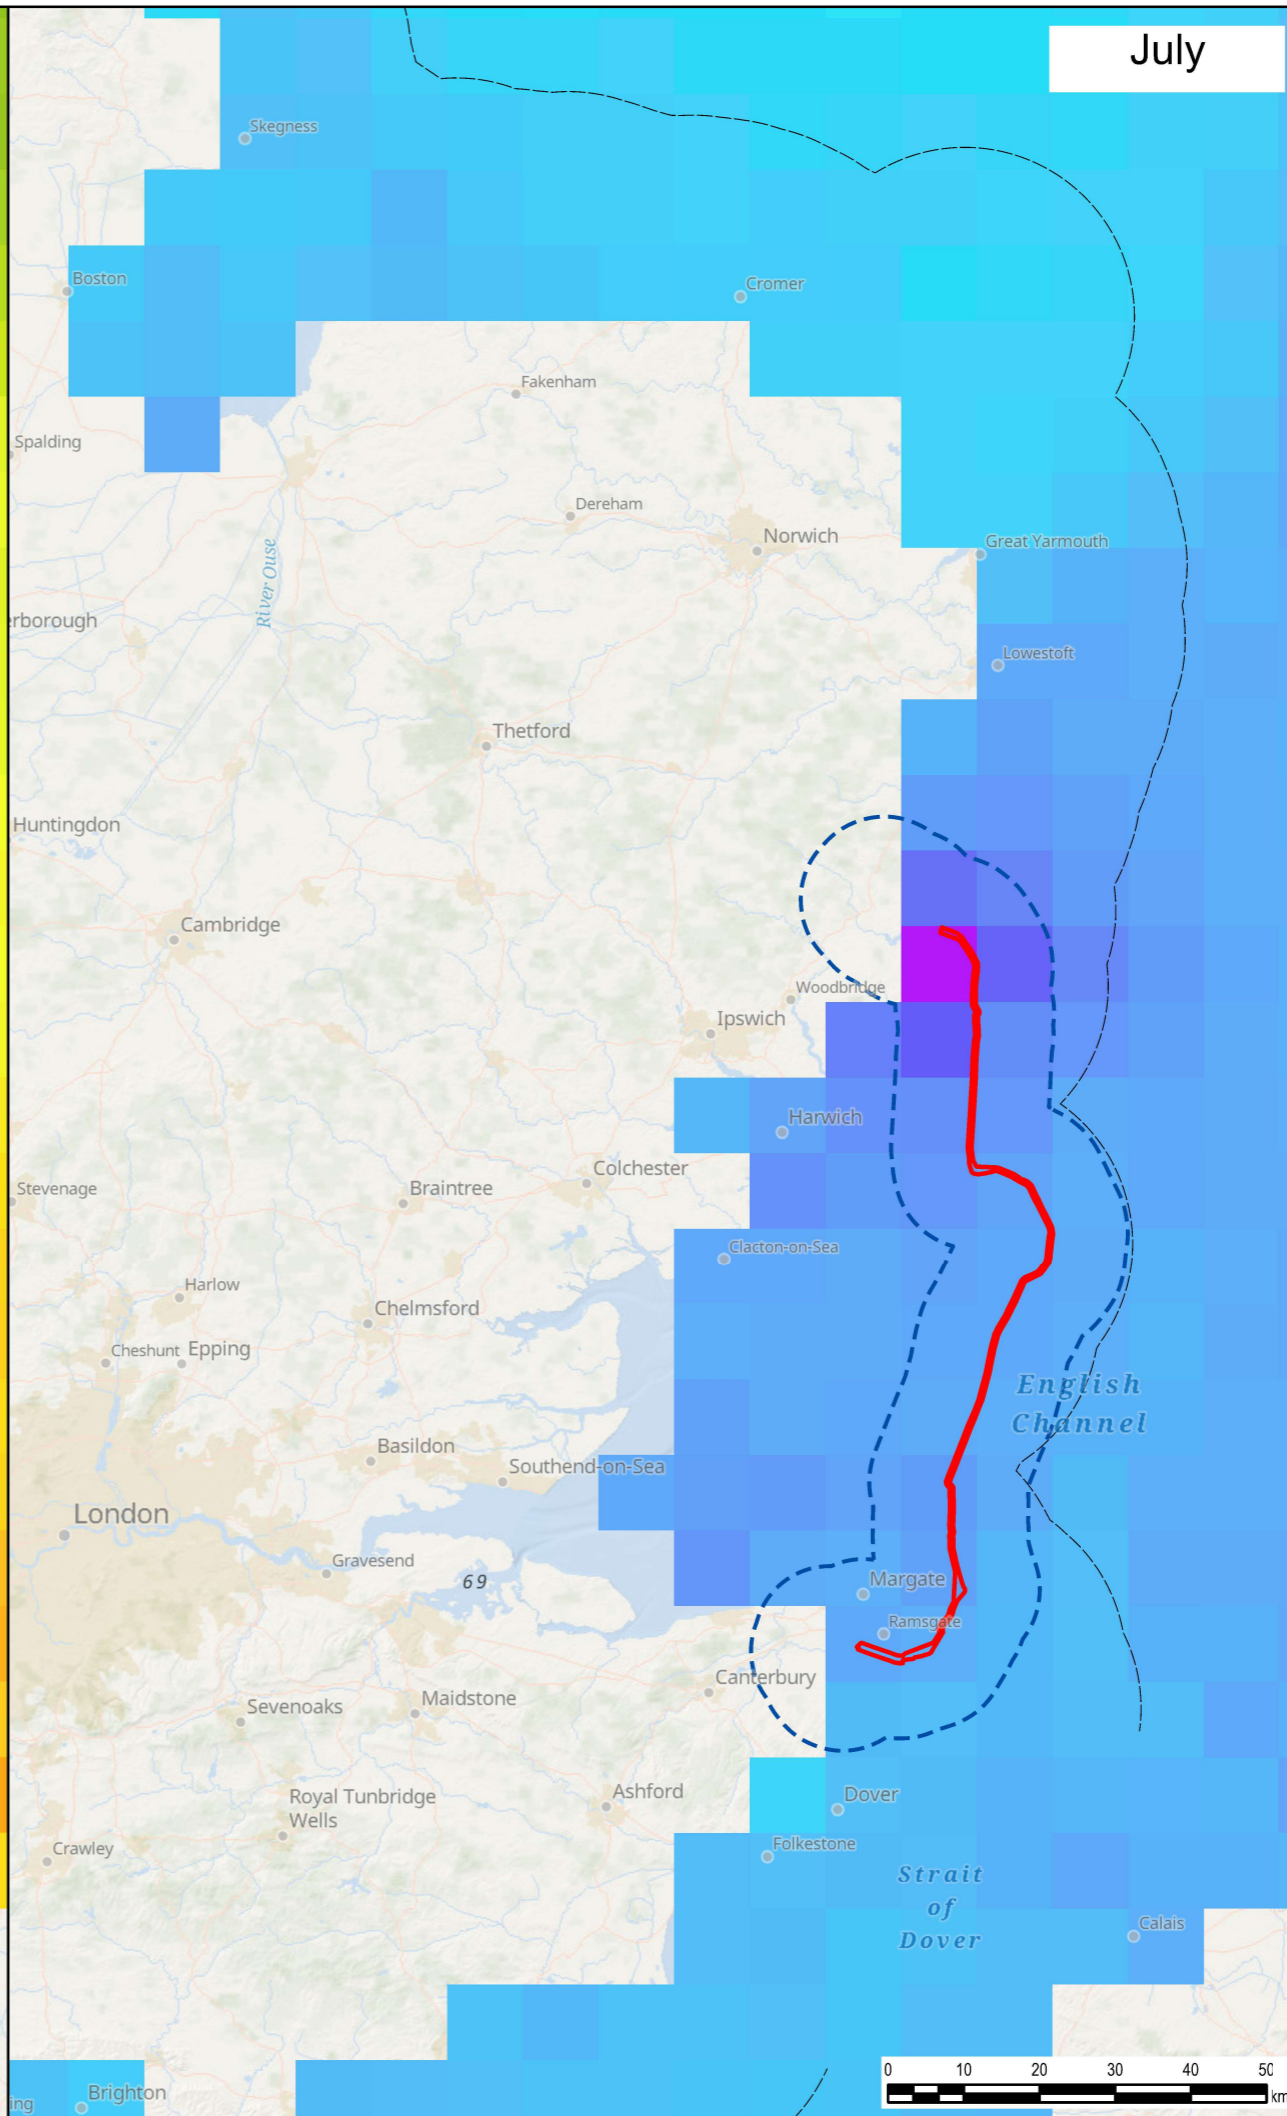 July
Skegness
Boston
Cromer
Fakenham
Spalding
Dereham
Norwich
Great Yarmouth
River Ouse
erborough
Lowestoft
Thetford
Huntingdon
Cambridge
Woodbridge
Ipswich
Harwich
Colchester
Stevenage
Braintree
Clacton-on-Sea
Harlow
Chelmsford
Cheshunt
Epping
English
Channel
Basildon
Southend-on-Sea
London
Gravesend
69
Margate
Ramsgate
Canterbury
Sevenoaks
Maidstone
Royal Tunbridge
Wells
Ashford
Dover
Crawley
Folkestone
Strait
of
Dover
Calais
0 10 20 30 40 50
km
ing
Brighton